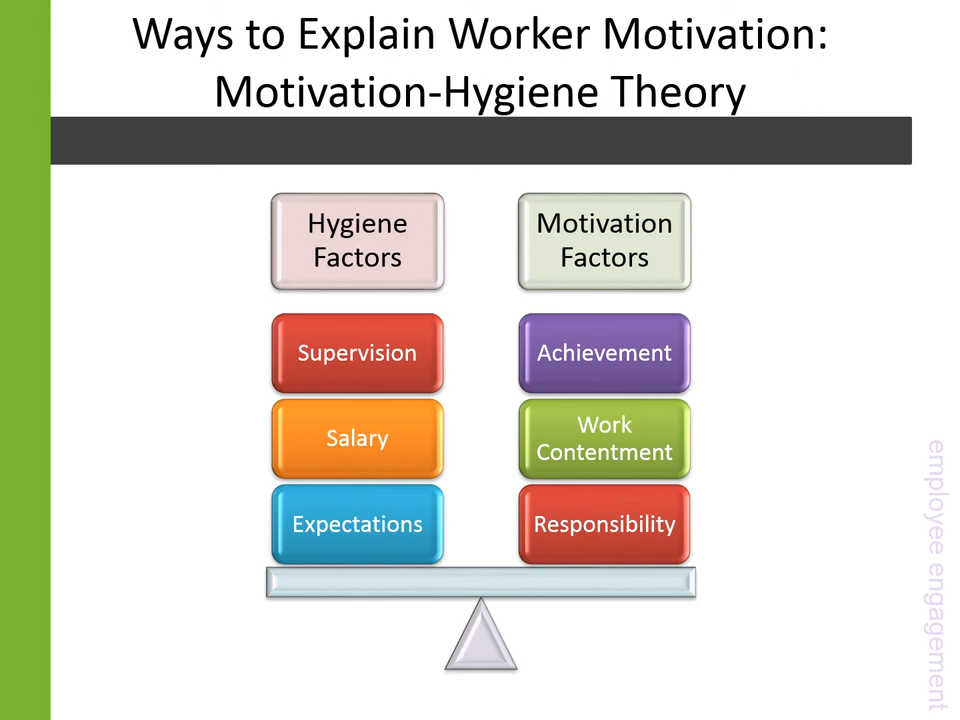 Ways to Explain Worker Motivation:
Motivation-Hygiene Theory
Hygiene
Factors
Motivation
Factors
Supervision
Achievement
Salary
Work
Contentment
Expectations
Responsibility
employee engagement